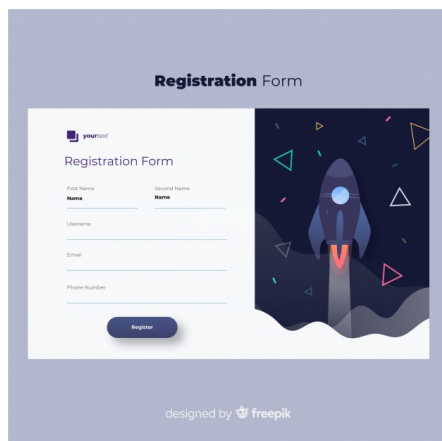 Registration Form
yourtext
Registration Form
First Name Second Name
Name Name
Username
Email
Phone Number
Register
designed by freepik